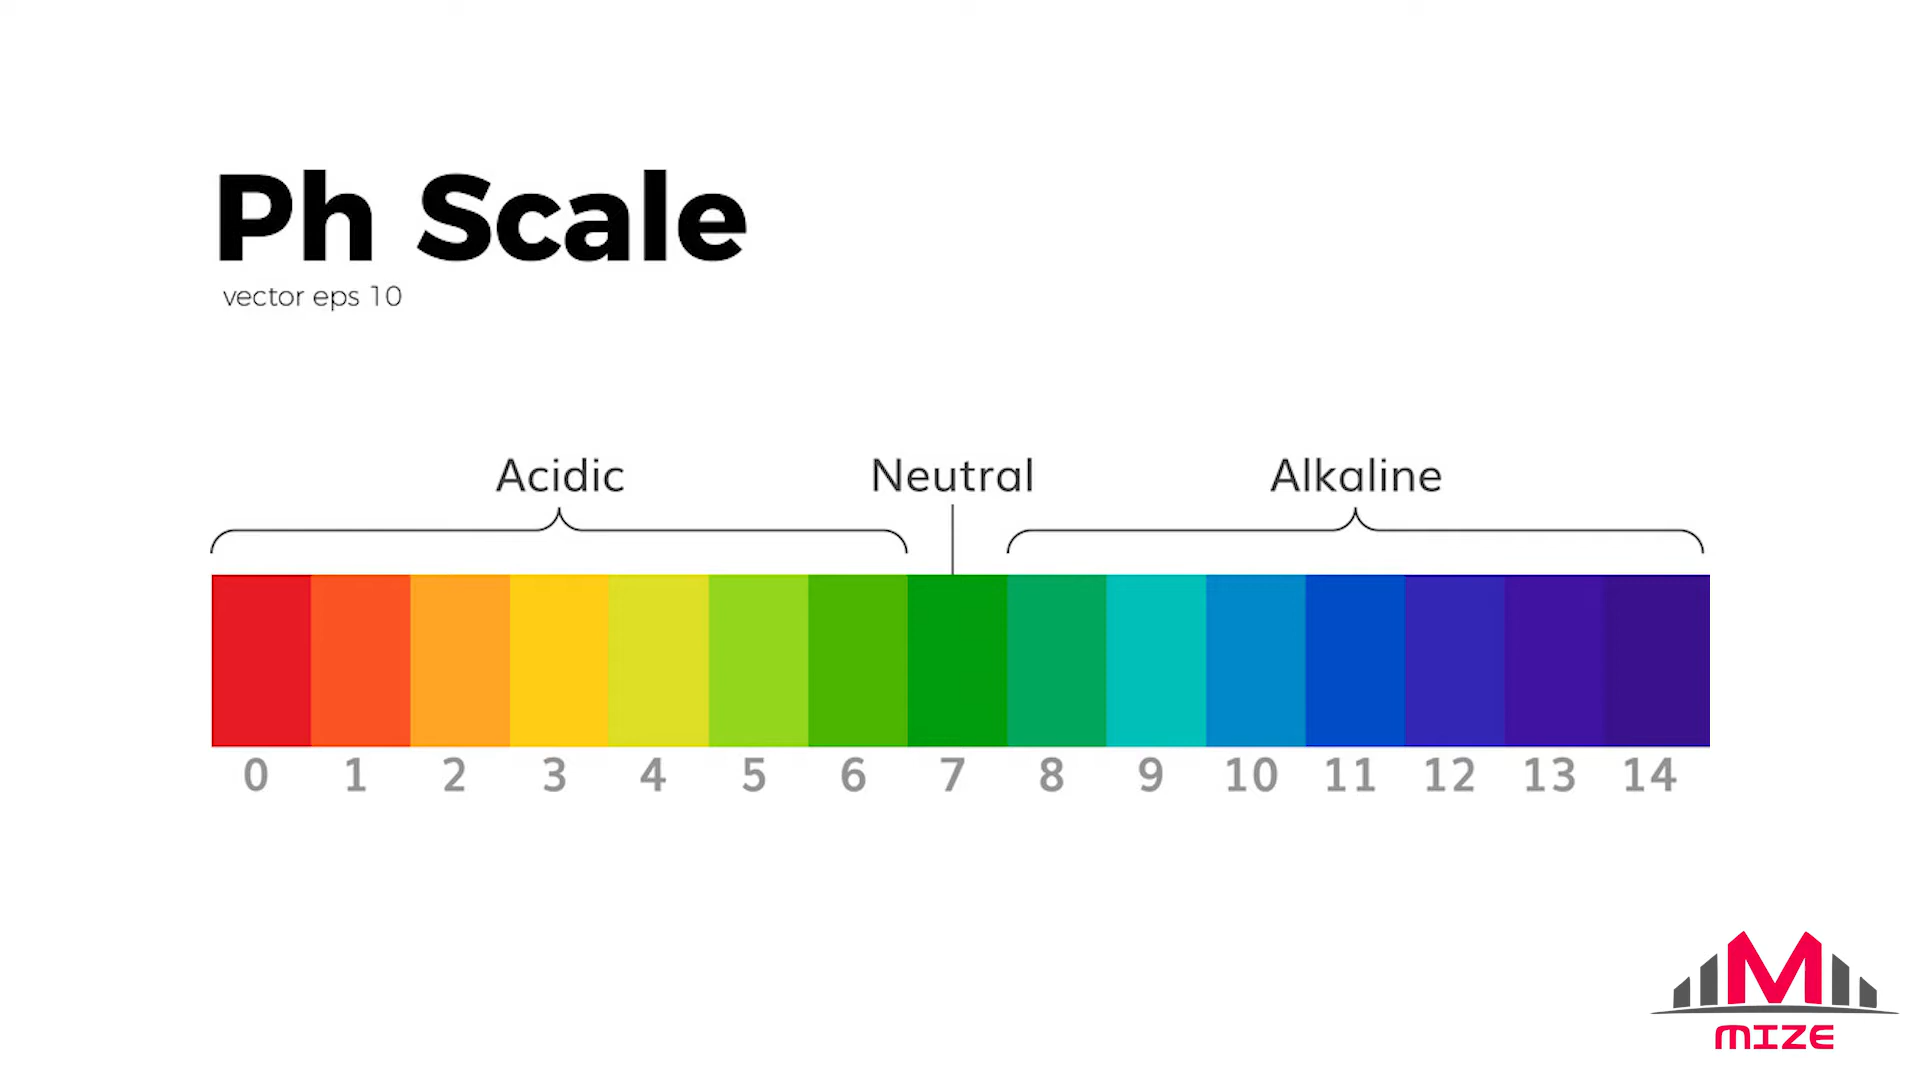 Ph Scale
vector eps 10
Acidic Neutral Alkaline
0 1 2 3 4 5 6 7 8 9 10 11 12 13 14
M
MIZE